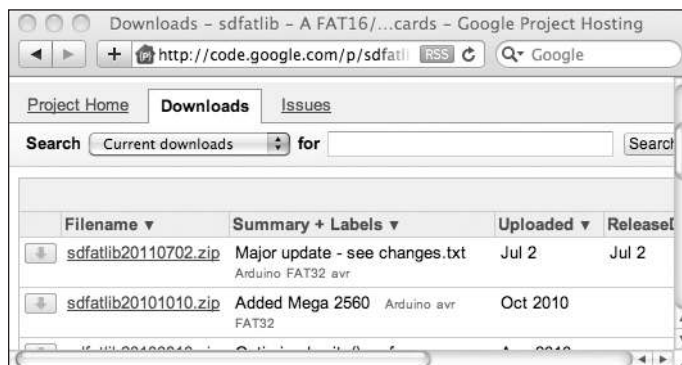 Downloads – sdfatlib – A FAT16/...cards – Google Project Hosting
http://code.google.com/p/sdfatli RSS Google
Project Home Downloads Issues
Search Current downloads for Search
Filename ▼ Summary + Labels ▼ Uploaded ▼ ReleaseD
sdfatlib20110702.zip Major update - see changes.txt Jul 2 Jul 2
Arduino FAT32 avr
sdfatlib20101010.zip Added Mega 2560 Arduino avr Oct 2010
FAT32